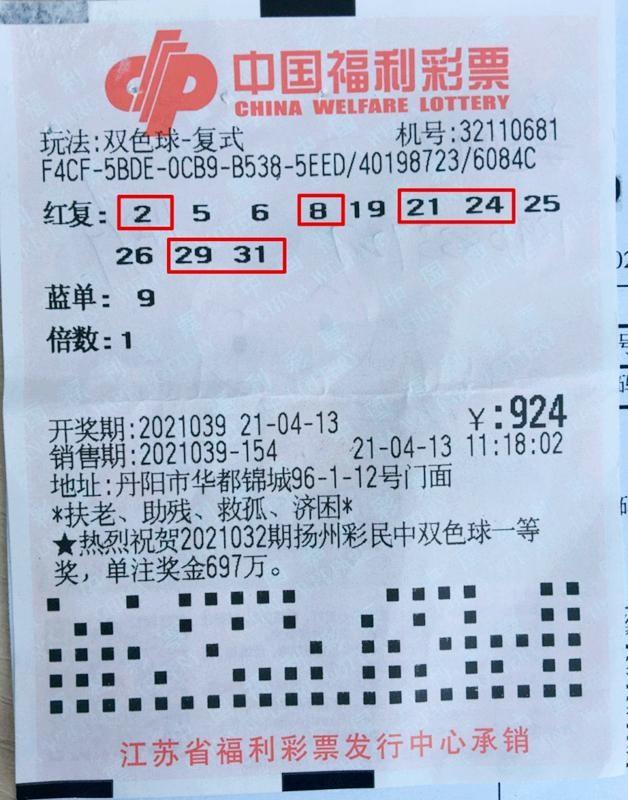 中国福利彩票
CHINA WELFARE LOTTERY
玩法:双色球-复式 机号:32110681
F4CF-5BDE-0CB9-B538-5EED/40198723/6084C
红复: 2 5 6 8 19 21 24 25
26 29 31
蓝单: 9
倍数:1
开奖期:2021039 21-04-13 ￥:924
销售期:2021039-154 21-04-13 11:18:02
地址:丹阳市华都锦城96-1-12号门面
*扶老、助残、救孤、济困*
★热烈祝贺2021032期扬州彩民中双色球一等
奖，单注奖金697万。
江苏省福利彩票发行中心承销